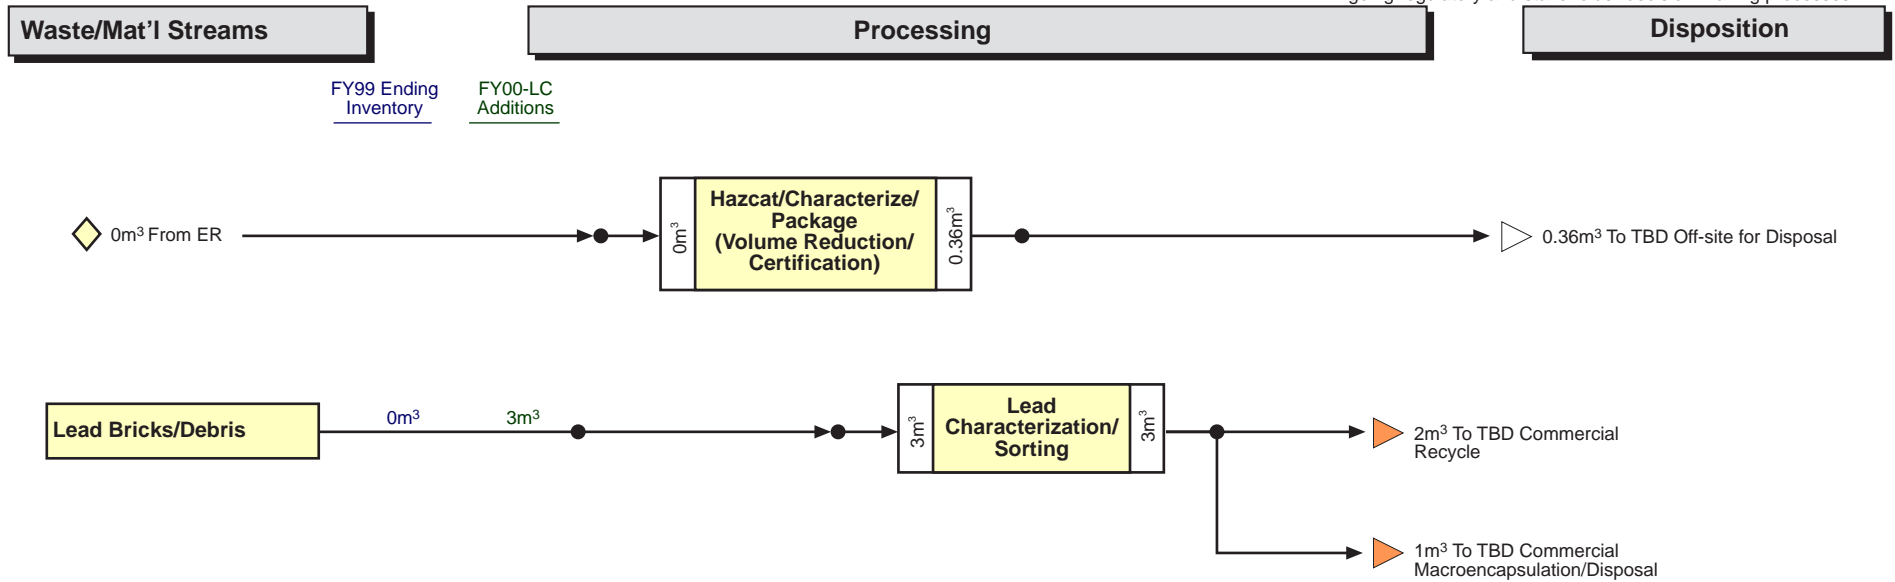 Waste/Mat'l Streams
Processing
Disposition
FY99 Ending
Inventory
FY00-LC
Additions
0m³ From ER
0m³
Hazcat/Characterize/
Package
(Volume Reduction/
Certification)
0.36m³
0.36m³ To TBD Off-site for Disposal
Lead Bricks/Debris
0m³
3m³
3m³
Lead
Characterization/
Sorting
3m³
2m³ To TBD Commercial
Recycle
1m³ To TBD Commercial
Macroencapsulation/Disposal